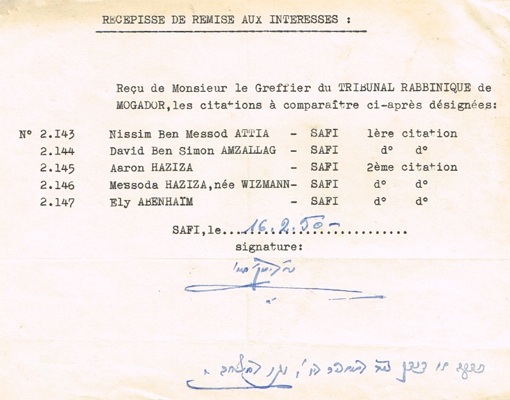 RECEPISSE DE REMISE AUX INTERESSES :
Reçu de Monsieur le Greffier du TRIBUNAL RABBINIQUE de
MOGADOR,les citations à comparaître ci-après désignées:
N° 2.143 Nissim Ben Messod ATTIA - SAFI 1ère citation
2.144 David Ben Simon AMZALLAG - SAFI d° d°
2.145 Aaron HAZIZA - SAFI 2ème citation
2.146 Messoda HAZIZA,née WIZMANN- SAFI d° d°
2.147 Ely ABENHAÏM - SAFI d° d°
SAFI,le....16.2.50-............
signature: